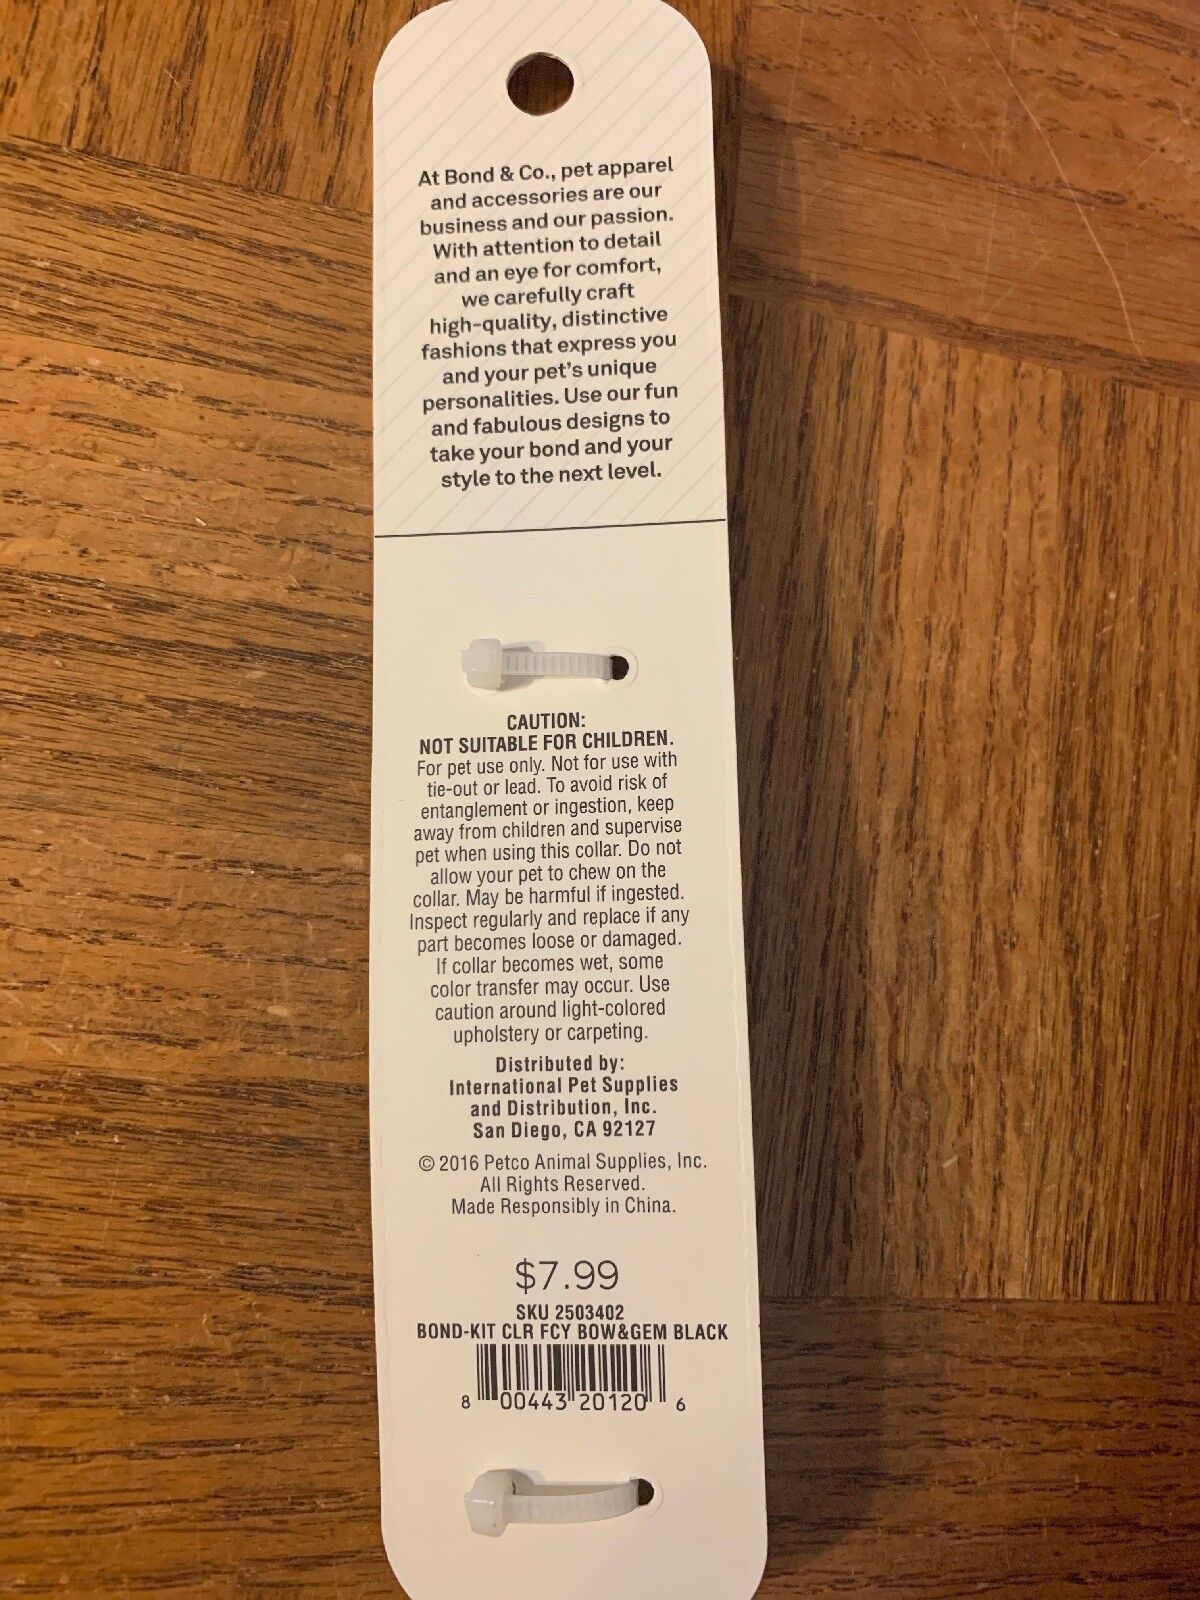 At Bond & Co., pet apparel
and accessories are our
business and our passion.
With attention to detail
and an eye for comfort,
we carefully craft
high-quality, distinctive
fashions that express you
and your pet's unique
personalities. Use our fun
and fabulous designs to
take your bond and your
style to the next level.
CAUTION:
NOT SUITABLE FOR CHILDREN.
For pet use only. Not for use with
tie-out or lead. To avoid risk of
entanglement or ingestion, keep
away from children and supervise
pet when using this collar. Do not
allow your pet to chew on the
collar. May be harmful if ingested.
Inspect regularly and replace if any
part becomes loose or damaged.
If collar becomes wet, some
color transfer may occur. Use
caution around light-colored
upholstery or carpeting.
Distributed by:
International Pet Supplies
and Distribution, Inc.
San Diego, CA 92127
© 2016 Petco Animal Supplies, Inc.
All Rights Reserved.
Made Responsibly in China.
$7.99
SKU 2503402
BOND-KIT CLR FCY BOW&GEM BLACK
8 00443 20120 6